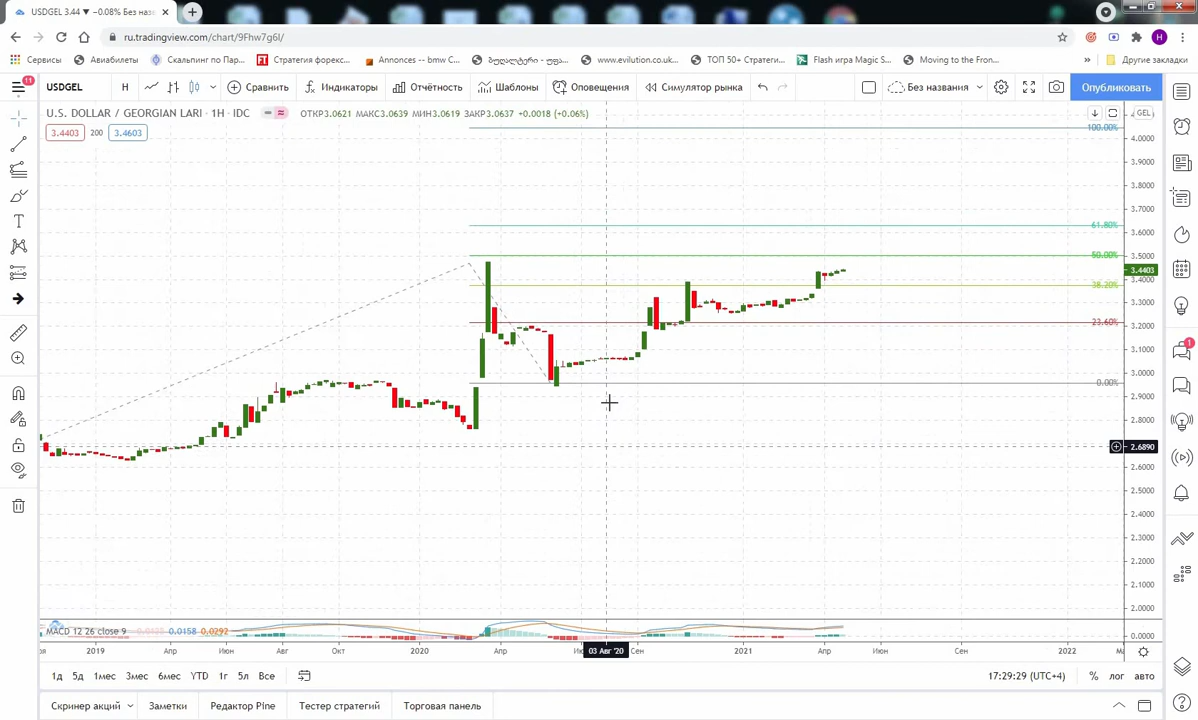 USDGEL 3.44 ▼ −0.08% Без наз
ru.tradingview.com/chart/9Fhw7g6l/
Сервисы Авиабилеты Скальпинг по Пар... Стратегия форекс... Annonces -- bmw C... ზუღალტერი - უფა... www.evilution.co.uk... ТОП 50+ Стратеги... Flash игра Magic S... Moving to the Fron... » Другие закладки
11 USDGEL Н Сравнить Индикаторы Отчётность Шаблоны Оповещения Симулятор рынка Без названия Опубликовать
U.S. DOLLAR / GEORGIAN LARI · 1Н · IDC ОТКР3.0621 МАКС3.0639 МИН3.0619 ЗАКР3.0637 +0.0018 (+0.06%) GEL
3.4403 200 3.4603
100.00%
4.0000
3.9000
3.8000
3.7000
61.80%
3.6000
50.00% 3.5000
3.4403
38.20% 3.4000
3.3000
23.60% 3.2000
3.1000
3.0000
0.00%
2.9000
2.8000
2.6890
2.6000
2.5000
2.4000
2.3000
2.2000
2.1000
2.0000
MACD 12 26 close 9 0.0158 0.0292 0.0000
2019 Апр Июн Авг Окт 2020 Апр 03 Авг '20 Сен 2021 Апр Июн Сен 2022
1д 5д 1мес 3мес 6мес YTD 1г 5л Все 17:29:29 (UTC+4) % лог авто
Скринер акций Заметки Редактор Pine Тестер стратегий Торговая панель